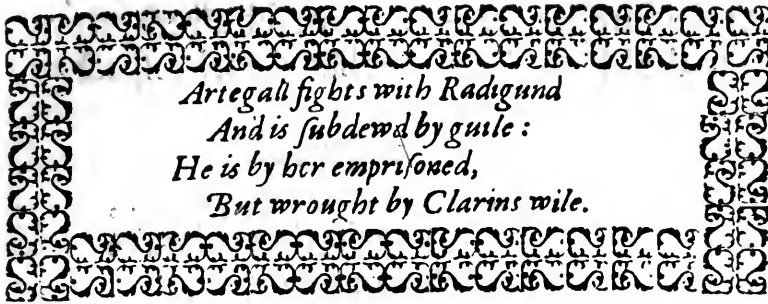 Artegall fights with Radigund
And is ſubdewd by guile :
He is by her empriſoned,
But wrought by Clarins wile.